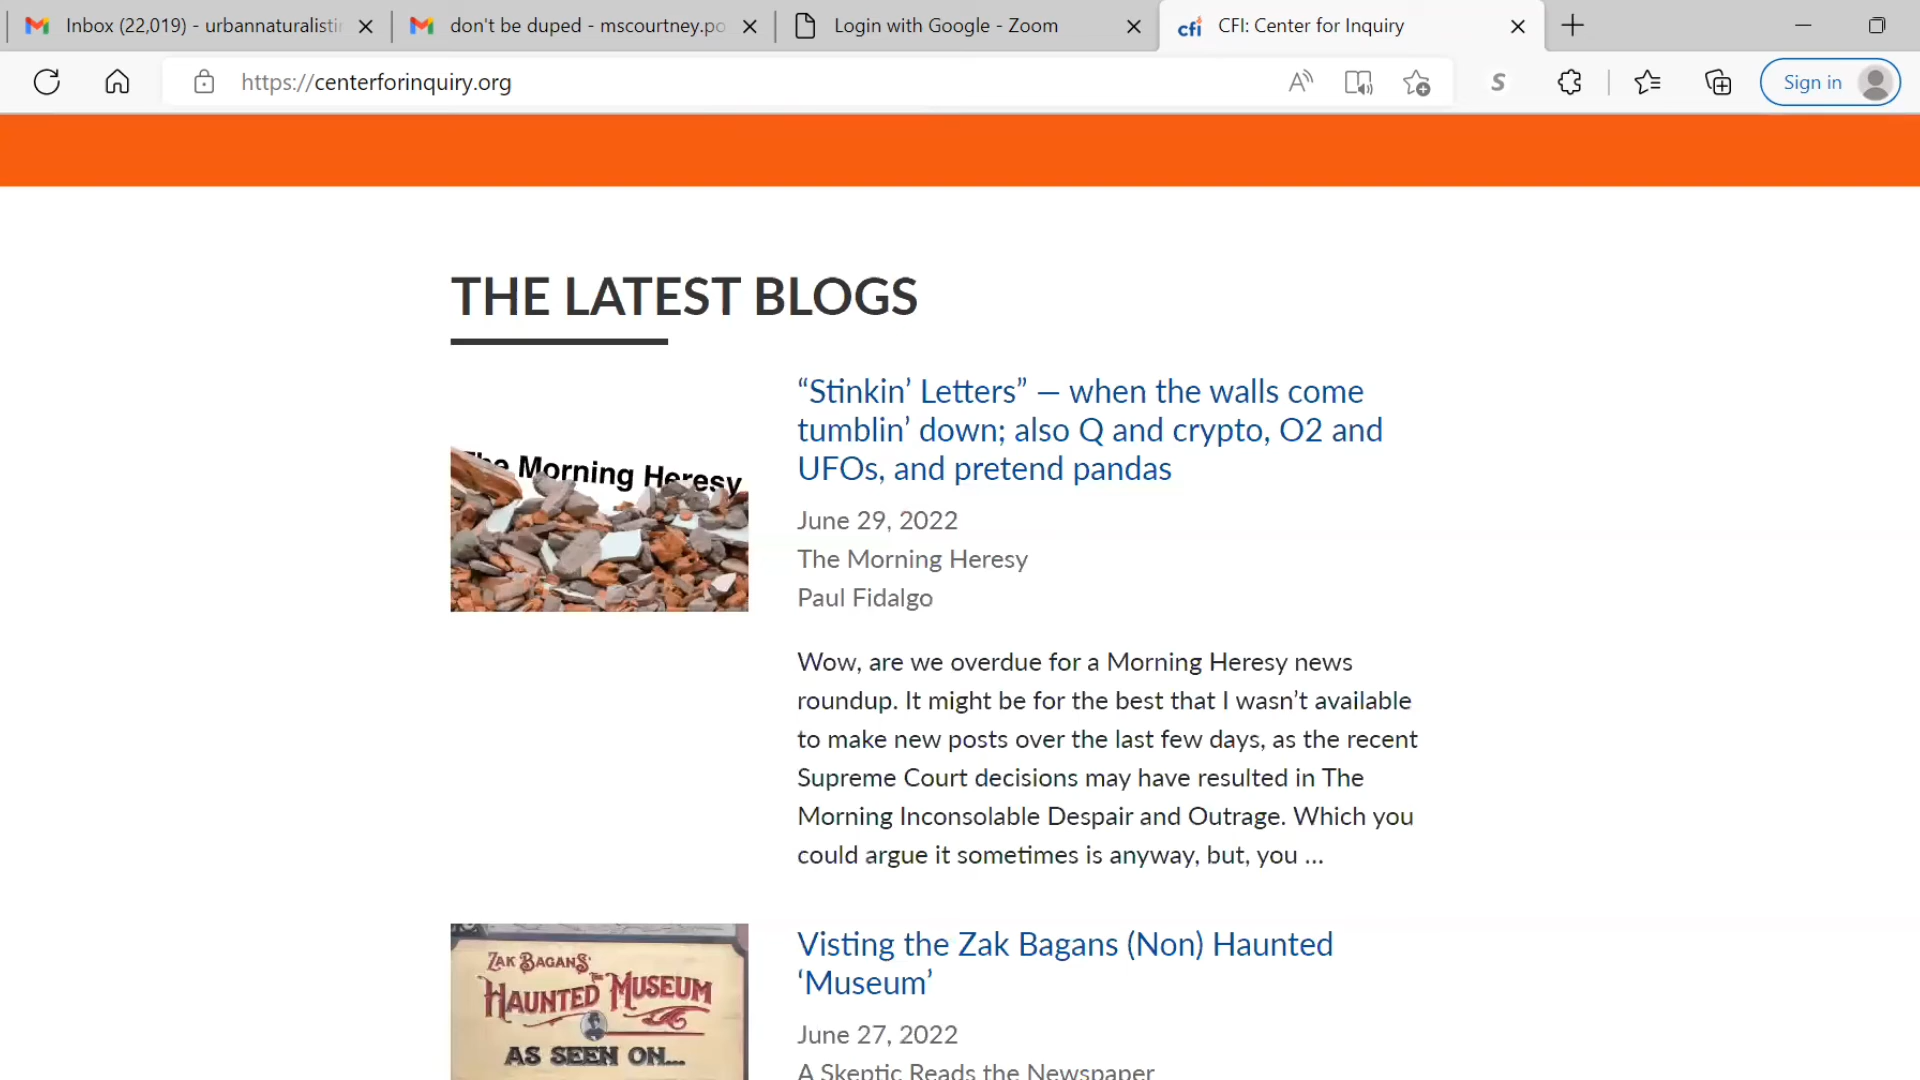 Inbox (22,019) - urbannaturalistin
don't be duped - mscourtney.po
Login with Google - Zoom
cfi CFI: Center for Inquiry
https://centerforinquiry.org
Sign in
THE LATEST BLOGS
The Morning Heresy
“Stinkin’ Letters” — when the walls come
tumblin’ down; also Q and crypto, O2 and
UFOs, and pretend pandas
June 29, 2022
The Morning Heresy
Paul Fidalgo
Wow, are we overdue for a Morning Heresy news
roundup. It might be for the best that I wasn’t available
to make new posts over the last few days, as the recent
Supreme Court decisions may have resulted in The
Morning Inconsolable Despair and Outrage. Which you
could argue it sometimes is anyway, but, you ...
ZAK BAGANS'
THE
HAUNTED MUSEUM
AS SEEN ON...
Visting the Zak Bagans (Non) Haunted
‘Museum’
June 27, 2022
A Skeptic Reads the Newspaper